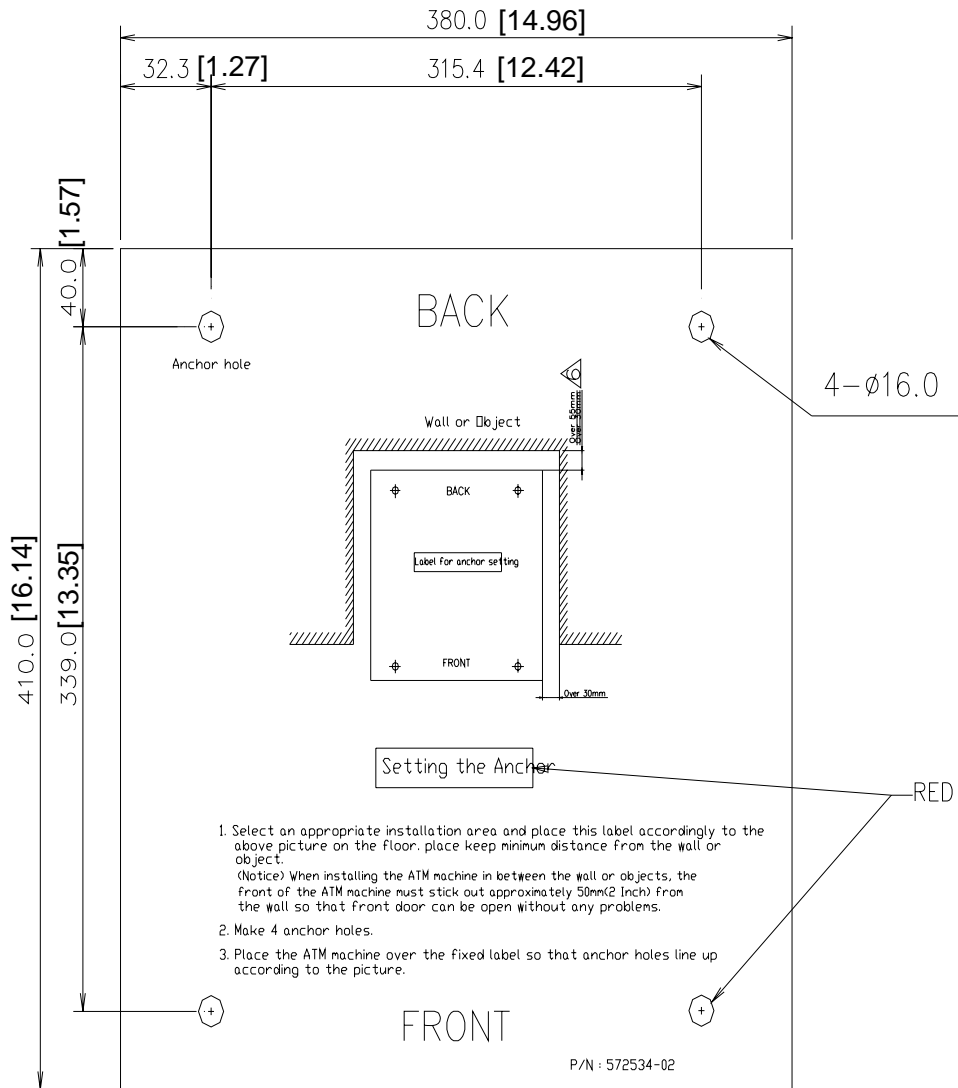 380.0 [14.96]
32.3 [1.27]
315.4 [12.42]
40.0 [1.57]
BACK
Anchor hole
4-ø16.0
6
Over 55mm
Over 30mm
Wall or Object
BACK
Label for anchor setting
FRONT
Over 30mm
410.0 [16.14]
339.0 [13.35]
Setting the Anchor
RED
1. Select an appropriate installation area and place this label accordingly to the
above picture on the floor. place keep minimum distance from the wall or
object.
(Notice) When installing the ATM machine in between the wall or objects, the
front of the ATM machine must stick out approximately 50mm(2 Inch) from
the wall so that front door can be open without any problems.
2. Make 4 anchor holes.
3. Place the ATM machine over the fixed label so that anchor holes line up
according to the picture.
FRONT
P/N : 572534-02